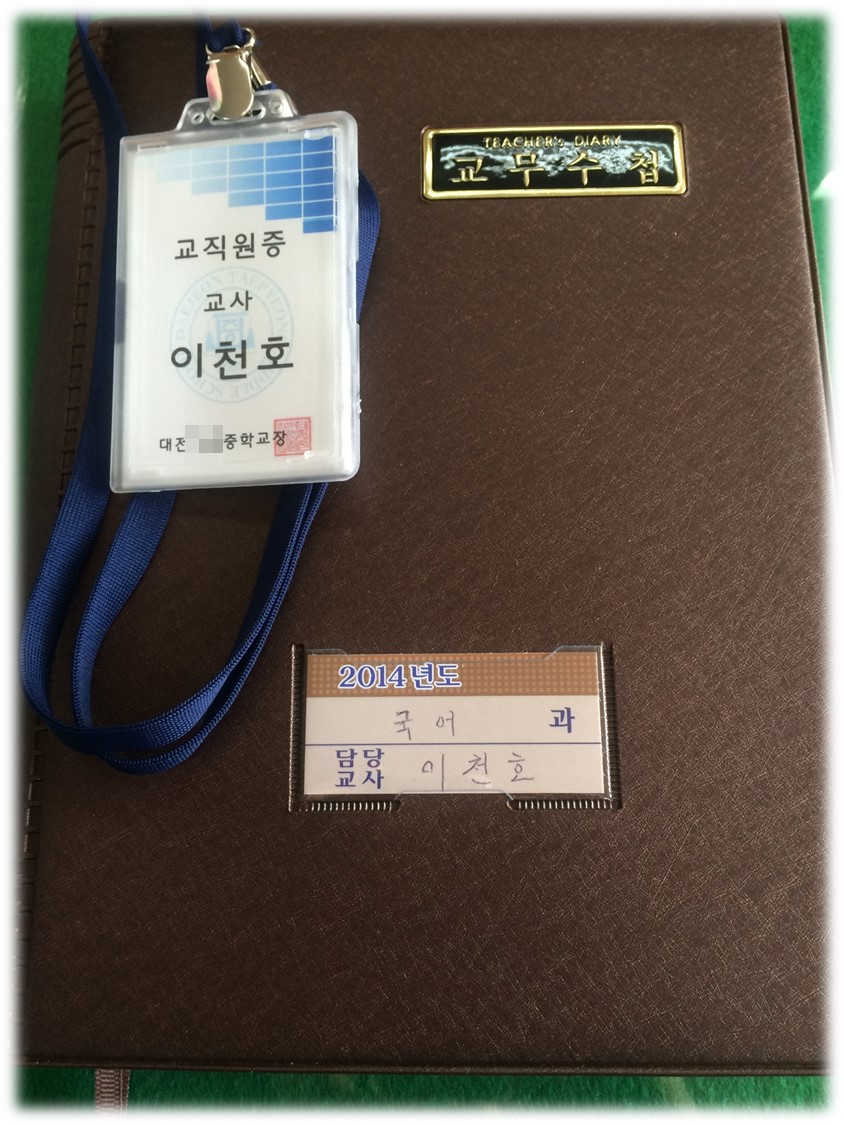 교직원증
교사
이천호
대전 중학교장
TEACHER's DIARY
교무수첩
2014년도
국어 과
담당
교사 이천호